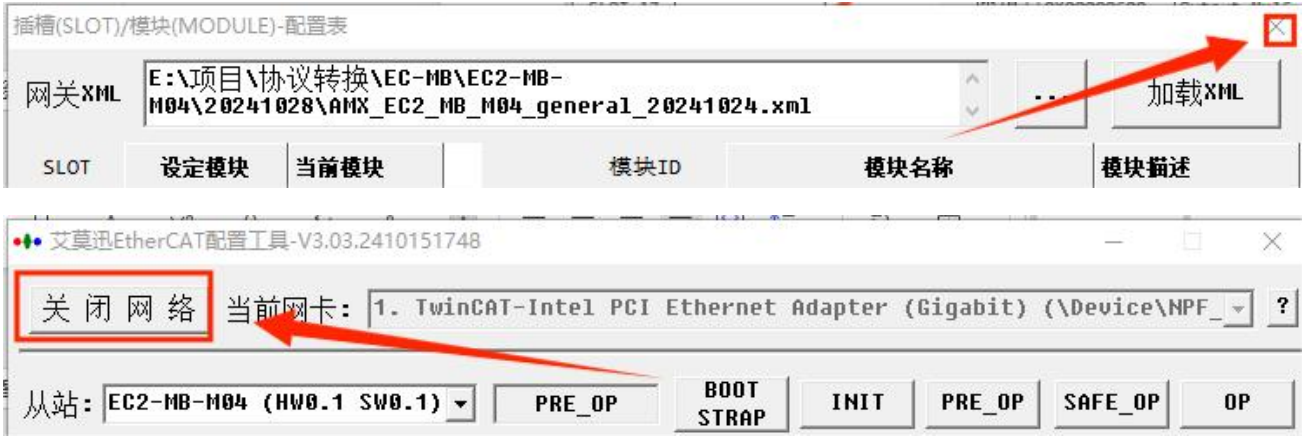 插槽(SLOT)/模块(MODULE)-配置表
网关XML
E:\项目\协议转换\EC-MB\EC2-MB-
M04\20241028\AMX_EC2_MB_M04_general_20241024.xml
...
加载XML
SLOT 设定模块 当前模块 模块ID 模块名称 模块描述
艾莫迅EtherCAT配置工具-V3.03.2410151748
关闭网络 当前网卡: 1. TwinCAT-Intel PCI Ethernet Adapter (Gigabit) (\Device\NPF_ ?
从站: EC2-MB-M04 (HW0.1 SW0.1) PRE_OP BOOT STRAP INIT PRE_OP SAFE_OP OP